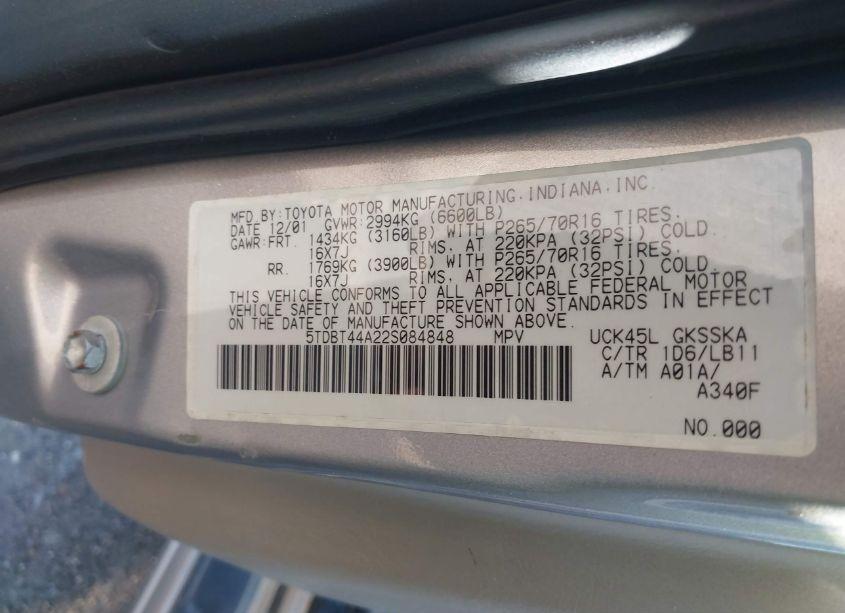 MFD.BY:TOYOTA MOTOR MANUFACTURING.INDIANA.INC.
DATE 12/01 GVWR:2994KG (6600LB)
GAWR:FRT. 1434KG (3160LB) WITH P265/70R16 TIRES.
16X7J RIMS. AT 220KPA (32PSI) COLD
RR. 1769KG (3900LB) WITH P265/70R16 TIRES.
16X7J RIMS. AT 220KPA (32PSI) COLD
THIS VEHICLE CONFORMS TO ALL APPLICABLE FEDERAL MOTOR
VEHICLE SAFETY AND THEFT PREVENTION STANDARDS IN EFFECT
ON THE DATE OF MANUFACTURE SHOWN ABOVE.
5TDBT44A22S084848 MPV UCK45L GKSSKA
C/TR 1D6/LB11
A/TM A01A/
A340F
NO.000